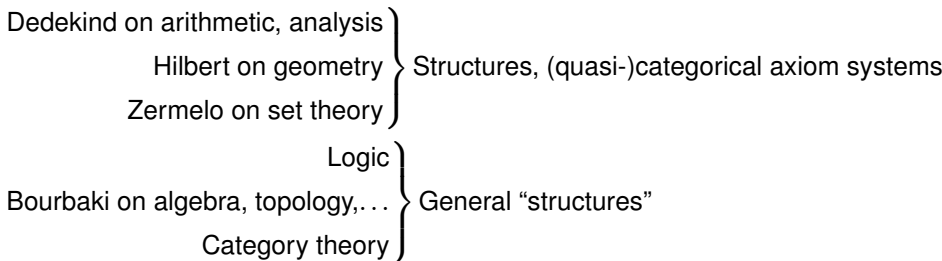 Dedekind on arithmetic, analysis
Hilbert on geometry
Zermelo on set theory
Structures, (quasi-)categorical axiom systems
Logic
Bourbaki on algebra, topology,...
Category theory
General “structures”